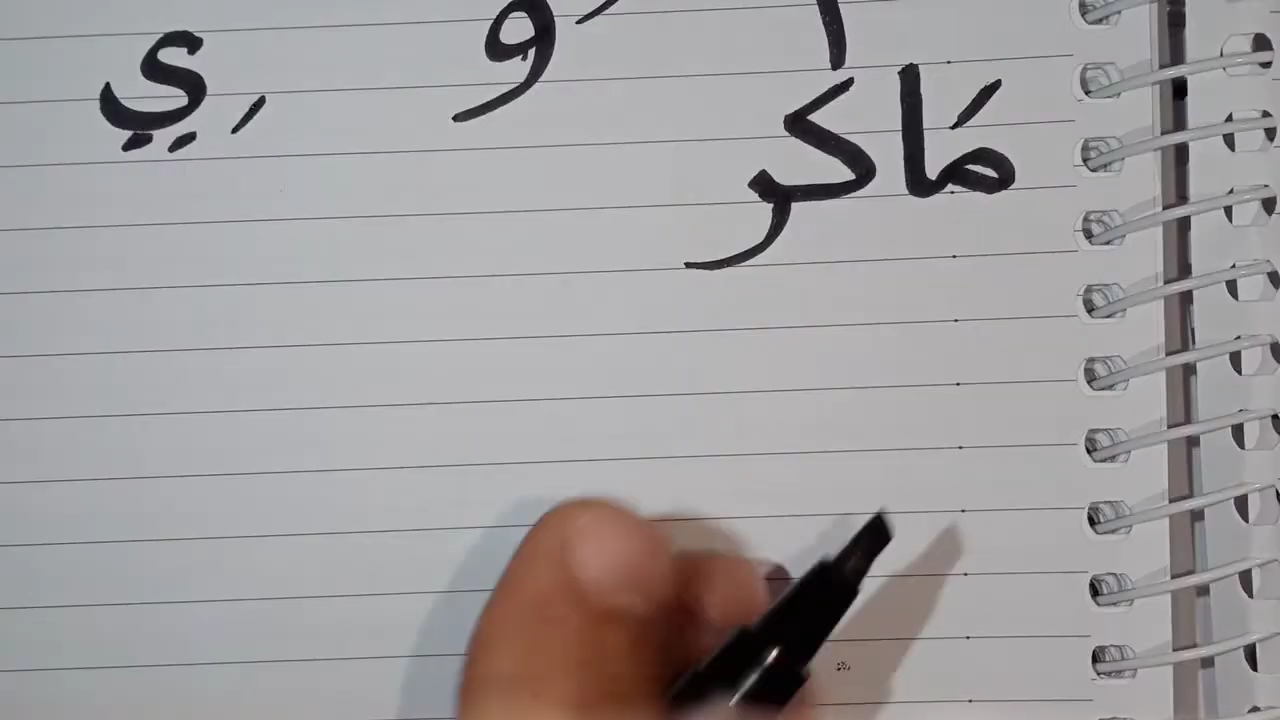 ا ُو ِي
مَاكر